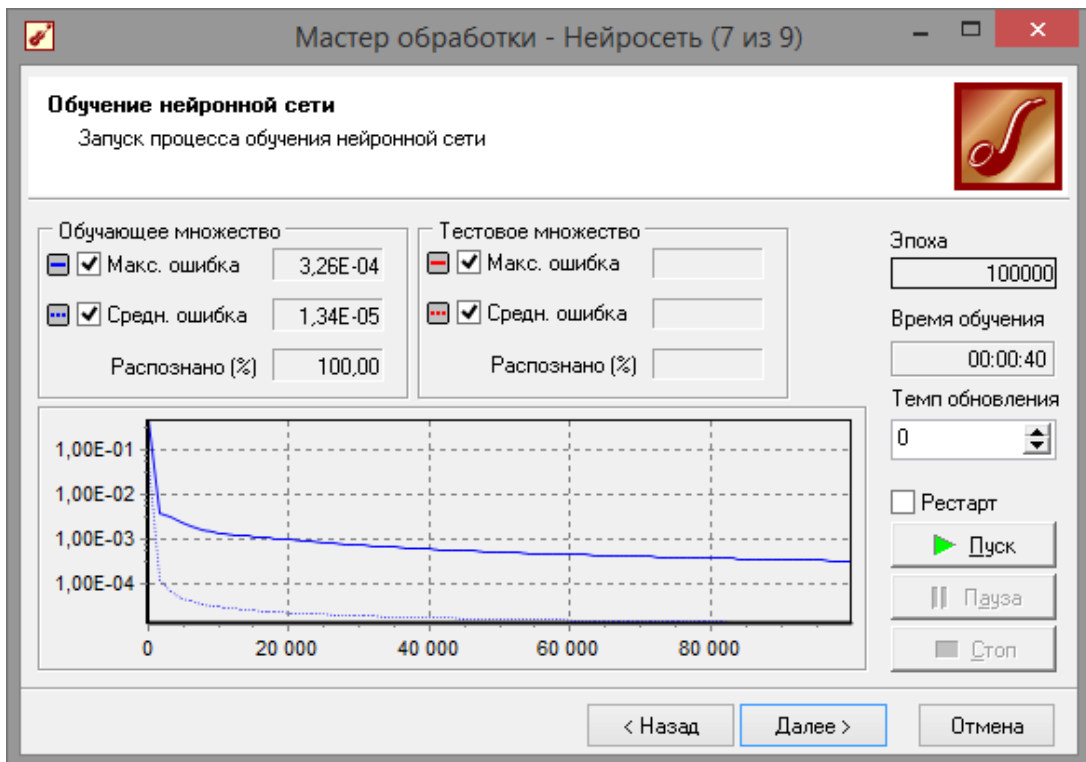 Мастер обработки - Нейросеть (7 из 9)
Обучение нейронной сети
Запуск процесса обучения нейронной сети
Обучающее множество
Макс. ошибка 3,26E-04
Средн. ошибка 1,34E-05
Распознано (%) 100,00
Тестовое множество
Макс. ошибка
Средн. ошибка
Распознано (%)
Эпоха
100000
Время обучения
00:00:40
Темп обновления
0
Рестарт
Пуск
Пауза
Стоп
1,00E-01
1,00E-02
1,00E-03
1,00E-04
0 20 000 40 000 60 000 80 000
< Назад Далее > Отмена